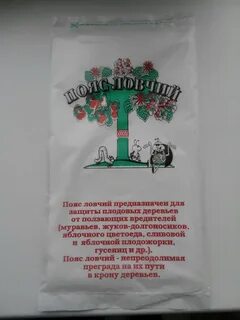 ПОЯС ЛОВЧИЙ
Пояс ловчий предназначен для
защиты плодовых деревьев
от ползающих вредителей
(муравьев, жуков-долгоносиков,
яблочного цветоеда, сливовой
и яблочной плодожорки,
гусениц и др.).
Пояс ловчий - непреодолимая
преграда на их пути
в крону деревьев.